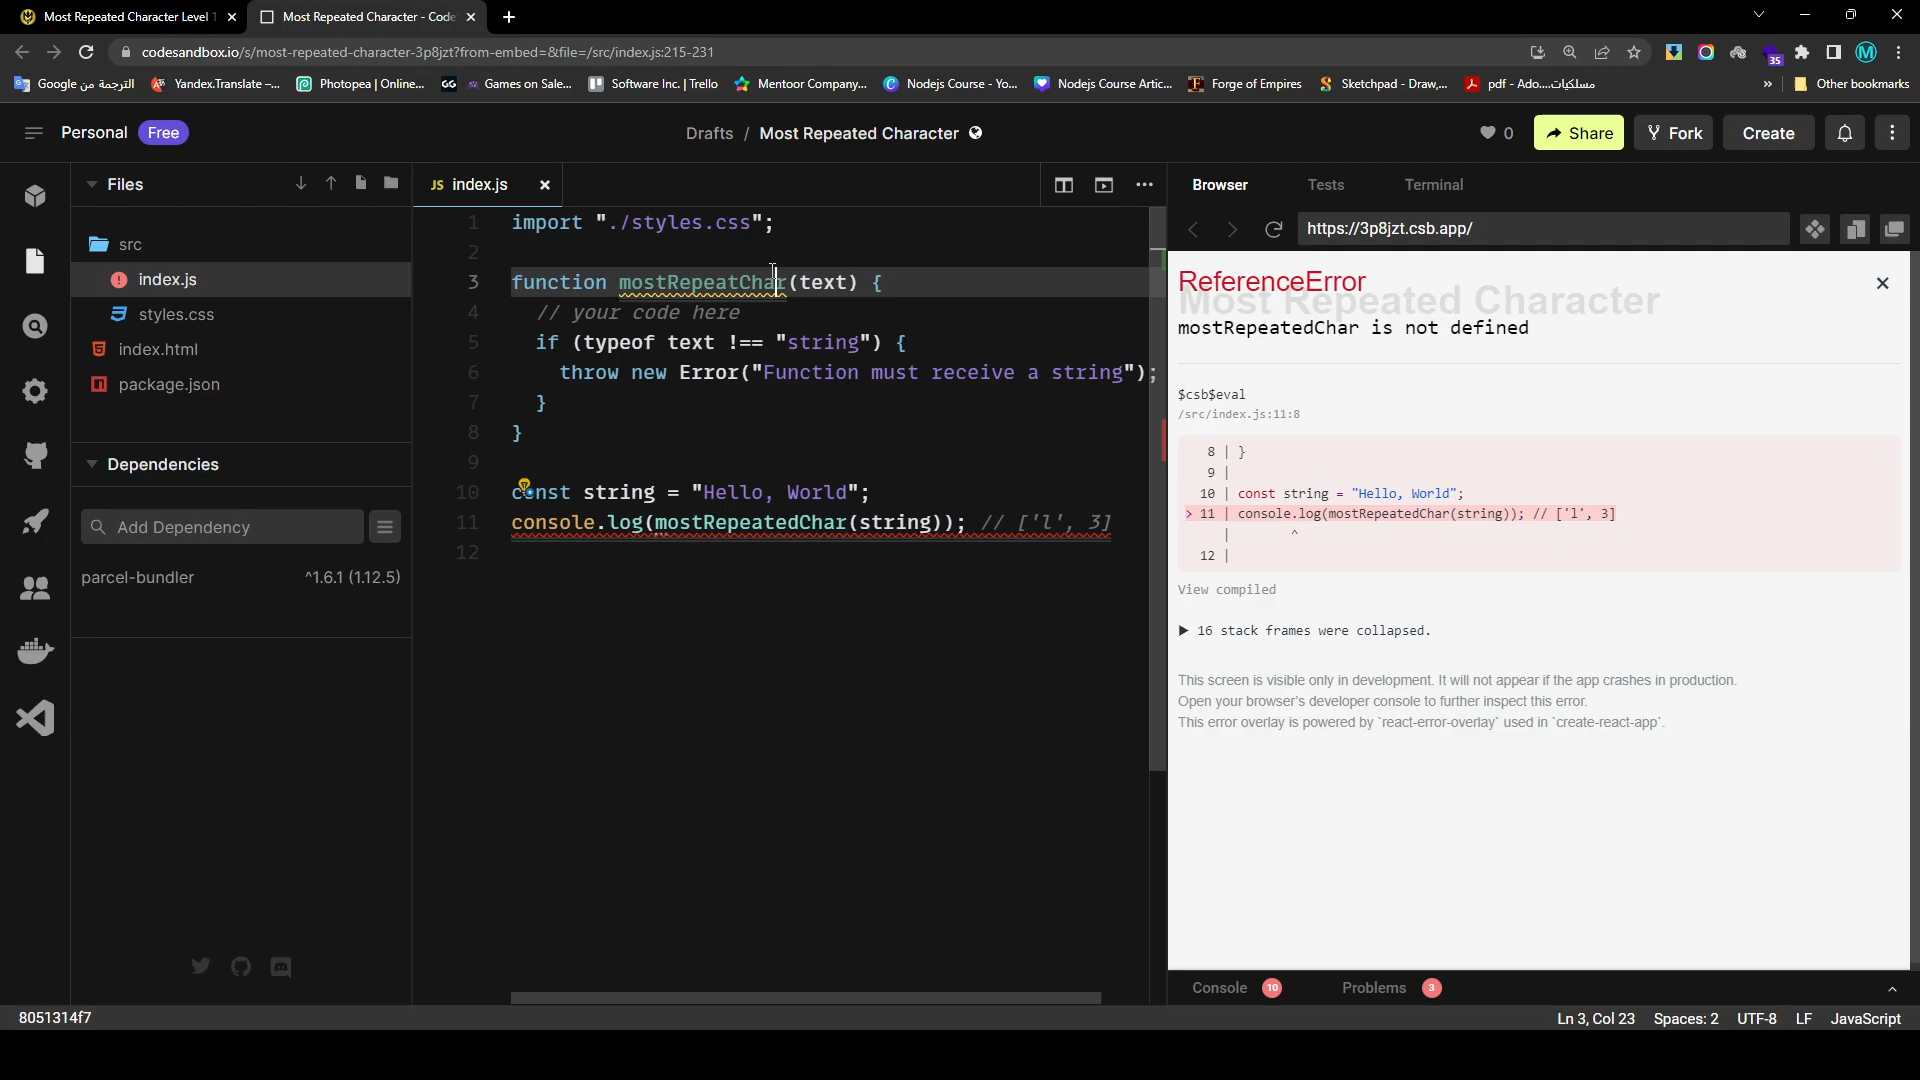 Most Repeated Character Level 1
Most Repeated Character - Code
codesandbox.io/s/most-repeated-character-3p8jzt?from-embed=&file=/src/index.js:215-231
35
M
الترجمة من Google
Yandex.Translate –...
Photopea | Online...
GG
Games on Sale...
Software Inc. | Trello
Mentoor Company...
Nodejs Course - Yo...
Nodejs Course Artic...
Forge of Empires
Sketchpad - Draw,...
مسلكيات....pdf - Ado
»
Other bookmarks
Personal
Free
Drafts / Most Repeated Character
0
Share
Fork
Create
Files
src
index.js
styles.css
index.html
package.json
Dependencies
Add Dependency
parcel-bundler ^1.6.1 (1.12.5)
JS index.js
1 import "./styles.css";
2
3 function mostRepeatChar(text) {
4 // your code here
5 if (typeof text !== "string") {
6 throw new Error("Function must receive a string");
7 }
8 }
9
10 const string = "Hello, World";
11 console.log(mostRepeatedChar(string)); // ['l', 3]
12
Browser
Tests
Terminal
https://3p8jzt.csb.app/
ReferenceError
Most Repeated Character
mostRepeatedChar is not defined
$csb$eval
/src/index.js:11:8
8 | }
9 |
10 | const string = "Hello, World";
> 11 | console.log(mostRepeatedChar(string)); // ['l', 3]
| ^
12 |
View compiled
▶ 16 stack frames were collapsed.
This screen is visible only in development. It will not appear if the app crashes in production.
Open your browser's developer console to further inspect this error.
This error overlay is powered by `react-error-overlay` used in `create-react-app`.
Console 10
Problems 3
8051314f7
Ln 3, Col 23
Spaces: 2
UTF-8
LF
JavaScript